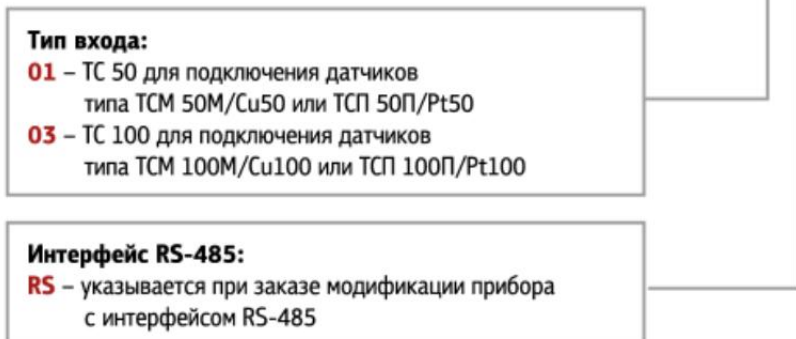 Тип входа:
01 – ТС 50 для подключения датчиков
типа ТСМ 50М/Cu50 или ТСП 50П/Pt50
03 – ТС 100 для подключения датчиков
типа ТСМ 100М/Cu100 или ТСП 100П/Pt100
Интерфейс RS-485:
RS – указывается при заказе модификации прибора
с интерфейсом RS-485